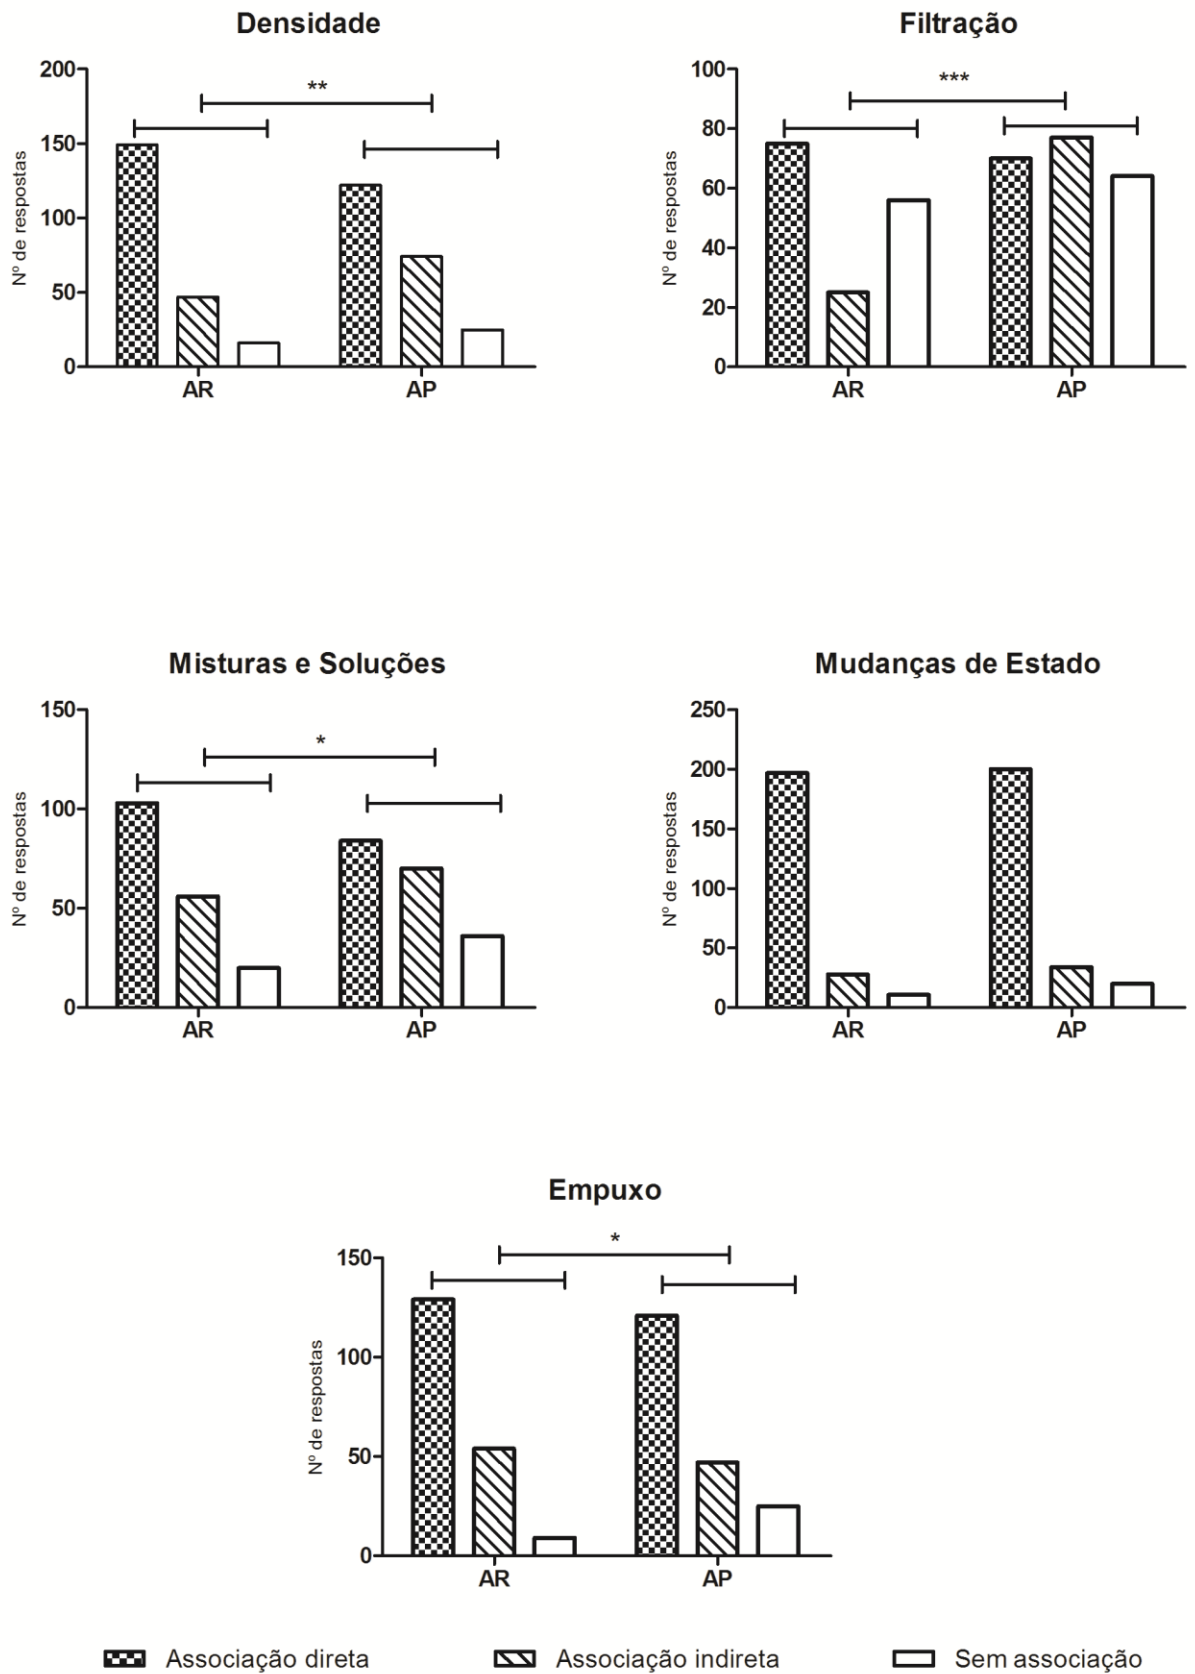 Densidade
200
150
100
50
0
Nº de respostas
**
AR
AP
Filtração
100
80
60
40
20
0
Nº de respostas
***
AR
AP
Misturas e Soluções
150
100
50
0
Nº de respostas
*
AR
AP
Mudanças de Estado
250
200
150
100
50
0
Nº de respostas
AR
AP
Empuxo
150
100
50
0
Nº de respostas
*
AR
AP
Associação direta
Associação indireta
Sem associação